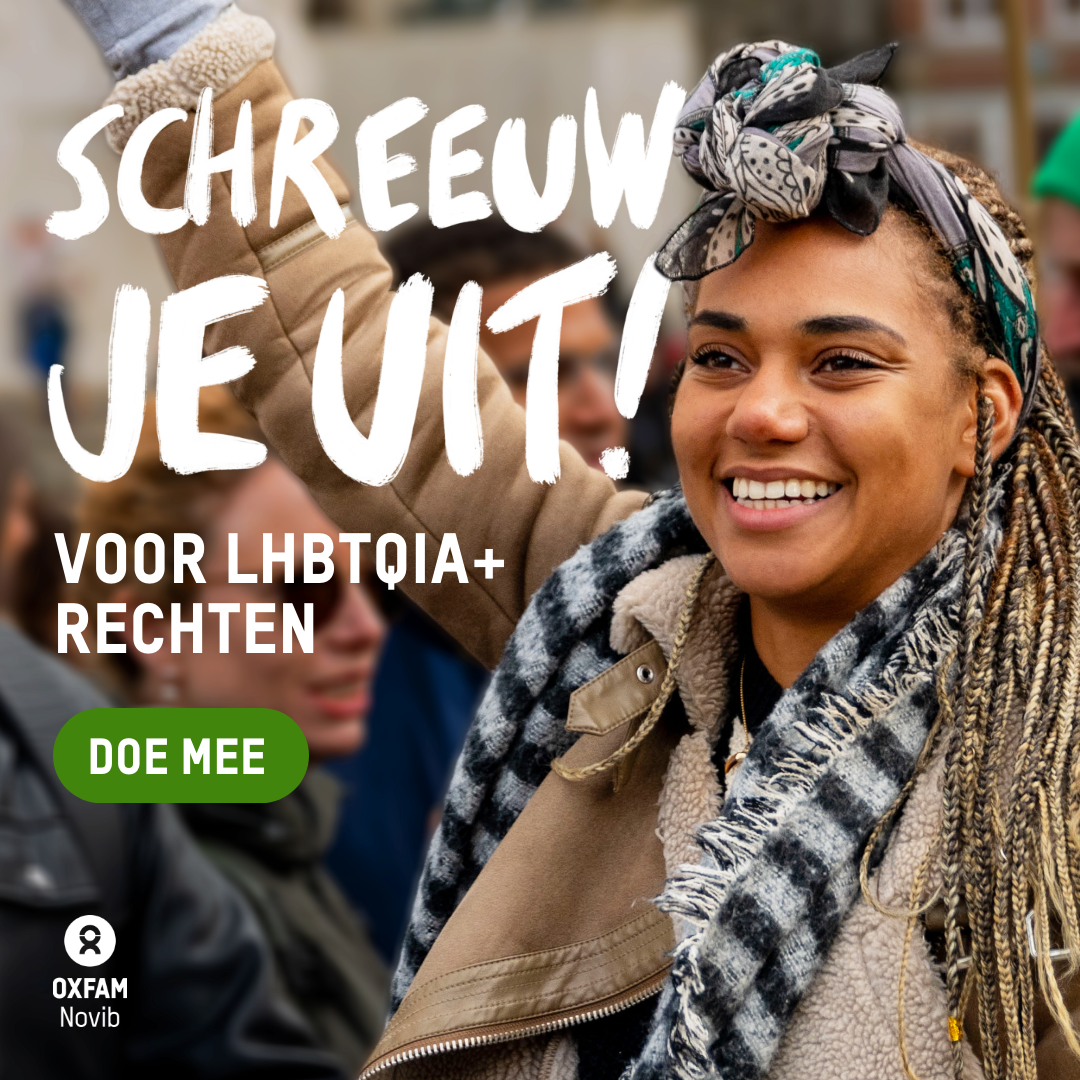 SCHREEUW
JE UIT!
VOOR LHBTQIA+
RECHTEN
DOE MEE
OXFAM
Novib